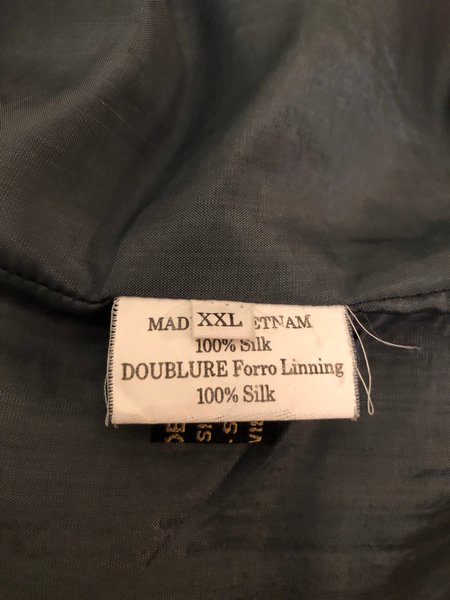 MAD XXL ETNAM
100% Silk
DOUBLURE Forro Linning
100% Silk